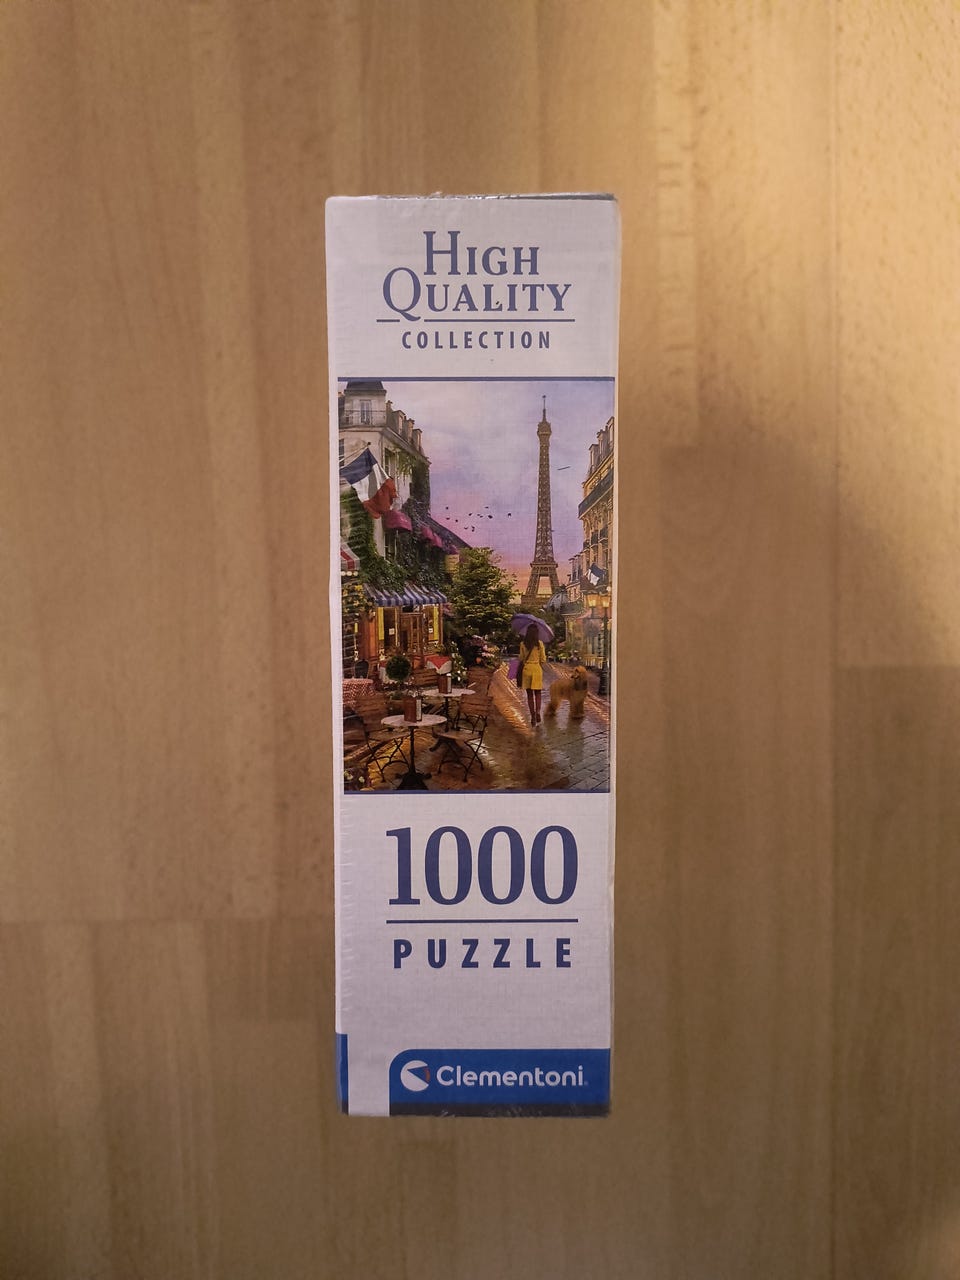 HIGH
QUALITY
COLLECTION
1000
PUZZLE
Clementoni